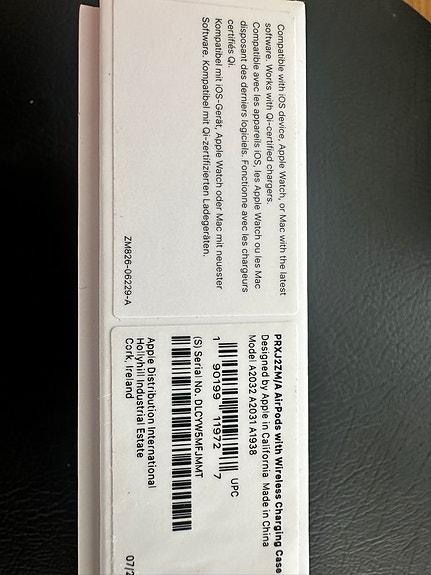 Compatible with iOS device, Apple Watch, or Mac with the latest
software. Works with Qi-certified chargers.
Compatible avec les appareils iOS, les Apple Watch ou les Mac
disposant des derniers logiciels. Fonctionne avec les chargeurs
certifiés Qi.
Kompatibel mit iOS-Gerät, Apple Watch oder Mac mit neuester
Software. Kompatibel mit Qi-zertifizierten Ladegeräten.
ZM826-06229-A
PRXJ2ZM/A AirPods with Wireless Charging Case
Designed by Apple in California Made in China
Model A2032 A2031 A1938
UPC
1 90199 11972 7
(S) Serial No. DLCYW5MFJMMT
Apple Distribution International
Hollyhill Industrial Estate
Cork, Ireland